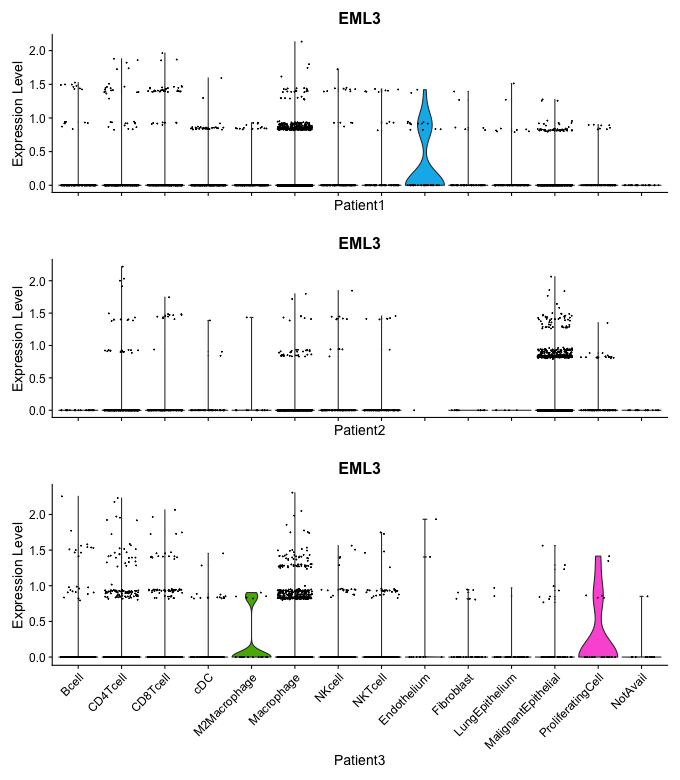 EML3
Expression Level
2.0
1.5
1.0
0.5
0.0
Patient1
EML3
Expression Level
2.0
1.5
1.0
0.5
0.0
Patient2
EML3
Expression Level
2.0
1.5
1.0
0.5
0.0
Bcell
CD4Tcell
CD8Tcell
cDC
M2Macrophage
Macrophage
NKcell
NKTcell
Endothelium
Fibroblast
LungEpithelium
MalignantEpithelial
ProliferatingCell
NotAvail
Patient3